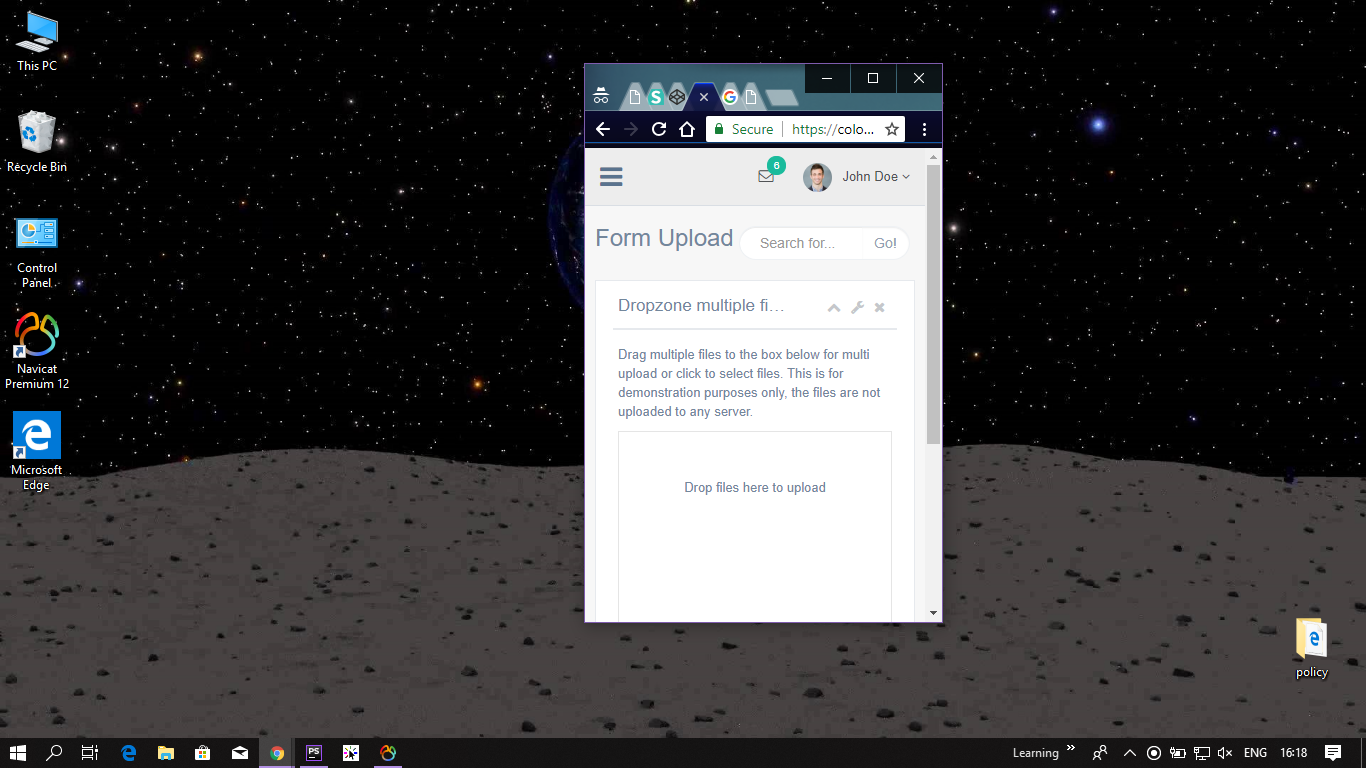 This PC
Recycle Bin
Control
Panel
Navicat
Premium 12
Microsoft
Edge
Secure
https://colo...
6
John Doe
Form Upload
Search for...
Go!
Dropzone multiple fi...
Drag multiple files to the box below for multi
upload or click to select files. This is for
demonstration purposes only, the files are not
uploaded to any server.
Drop files here to upload
policy
PS
Learning
ENG
16:18